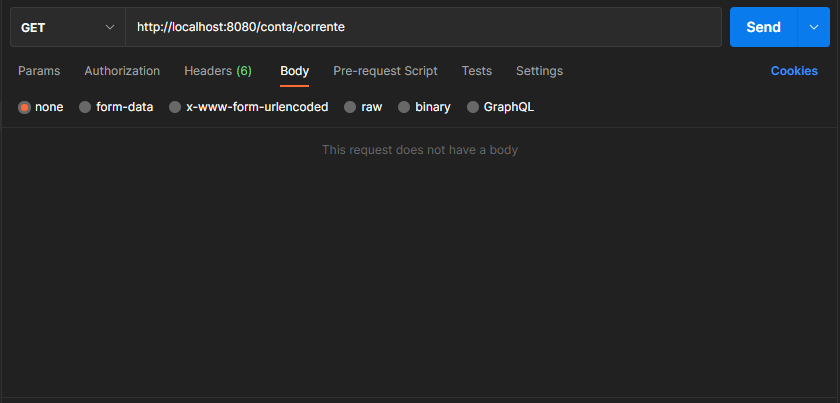 GET http://localhost:8080/conta/corrente Send
Params Authorization Headers (6) Body Pre-request Script Tests Settings Cookies
none form-data x-www-form-urlencoded raw binary GraphQL
This request does not have a body